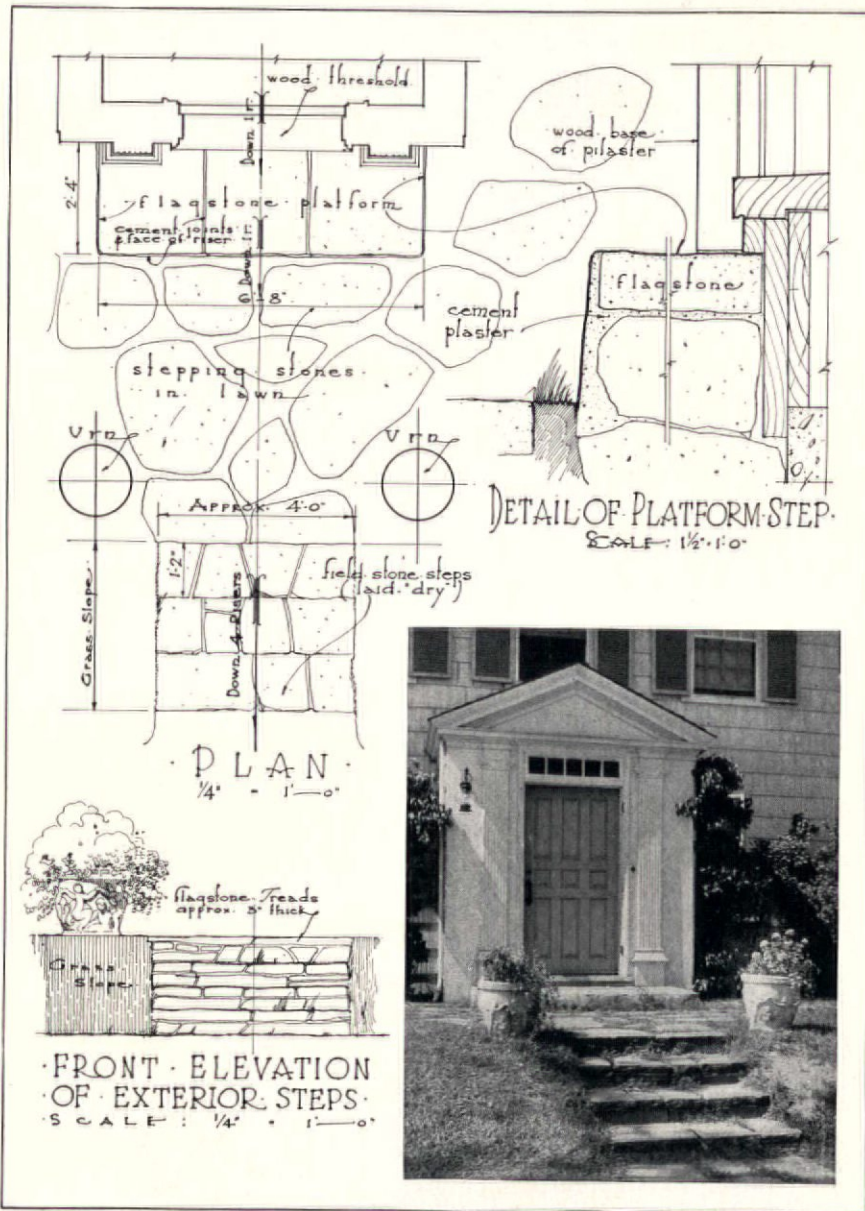 wood threshold
Down 1 r.
2'-4"
flagstone platform
cement joints
& face of riser
Down 1 r.
6'-8"
stepping stones
in lawn
Urn
Urn
Approx. 4'-0"
1'-2"
Grass Slope
Down 4 Risers
field stone steps
(laid "dry")
·PLAN·
1/4" = 1'—0"
wood base
of pilaster
flagstone
cement
plaster
DETAIL·OF·PLATFORM·STEP·
SCALE: 1½"·1'·0"
flagstone Treads
approx. 3" thick
Grass
Slope
·FRONT·ELEVATION
·OF·EXTERIOR·STEPS·
·SCALE: 1/4" = 1'—0"